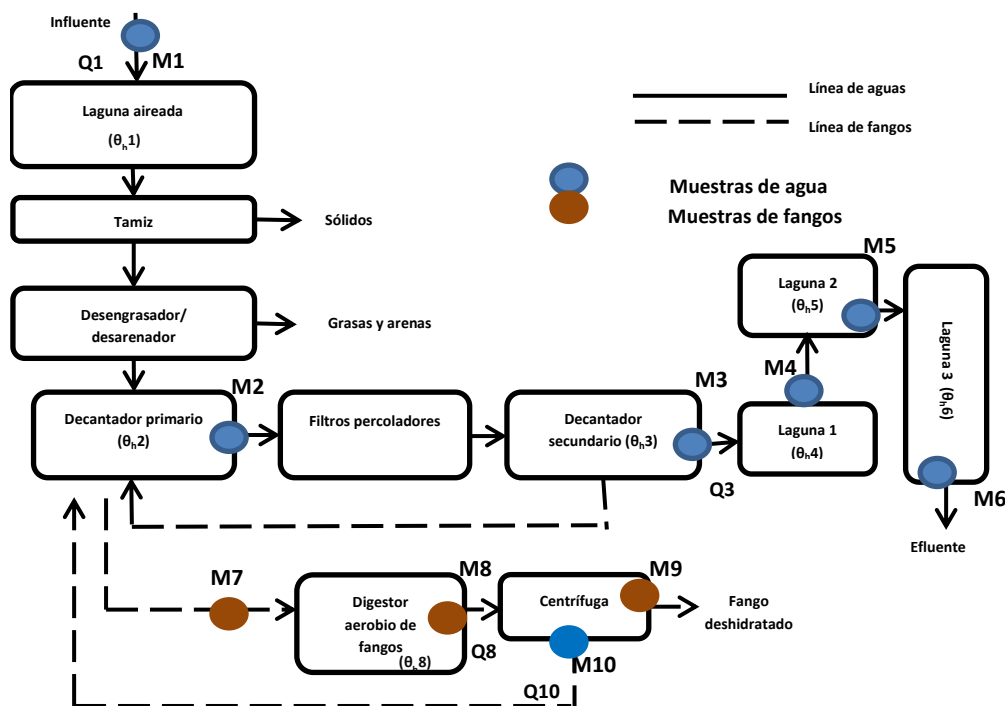 Influente
Q1
M1
Laguna aireada
(θh1)
Línea de aguas
Línea de fangos
Tamiz
Sólidos
Muestras de agua
Muestras de fangos
Desengrasador/
desarenador
Grasas y arenas
M5
Laguna 2
(θh5)
Laguna 3 (θh6)
M2
Decantador primario
(θh2)
Filtros percoladores
M3
Decantador
secundario (θh3)
M4
Laguna 1
(θh4)
Q3
M6
Efluente
M7
Digestor
aerobio de
fangos
(θh8)
M8
Q8
Centrífuga
M9
Fango
deshidratado
M10
Q10